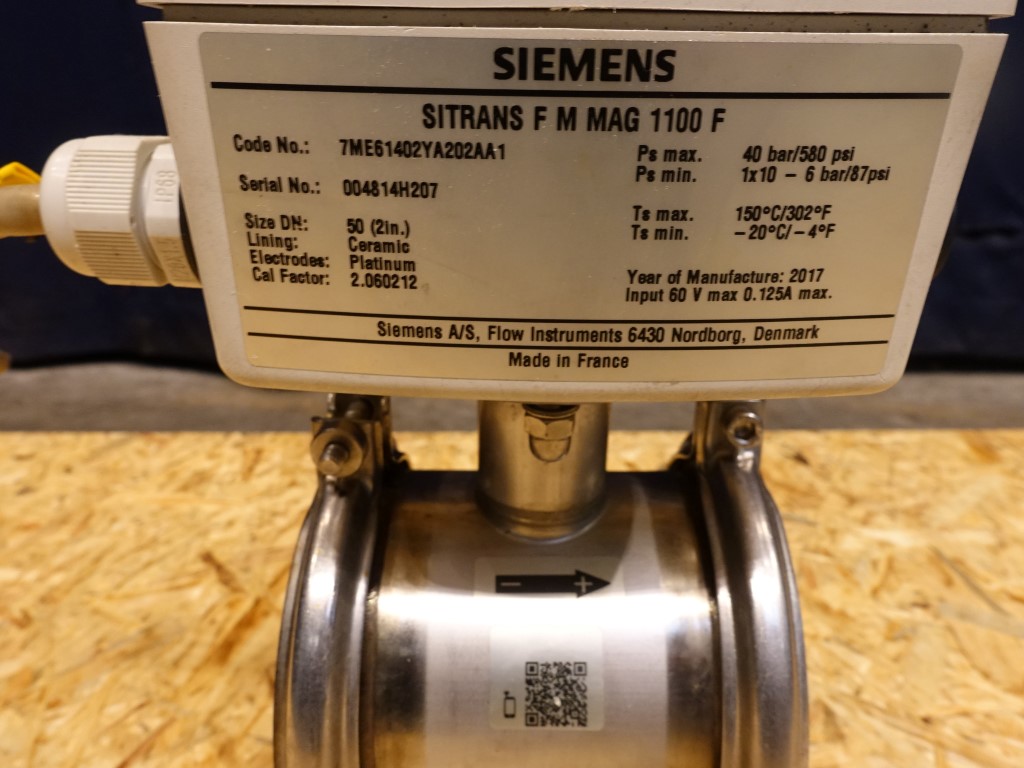 SIEMENS
SITRANS F M MAG 1100 F
Code No.: 7ME61402YA202AA1
Serial No.: 004814H207
Size DN: 50 (2in.)
Lining: Ceramic
Electrodes: Platinum
Cal Factor: 2.060212
Ps max. 40 bar/580 psi
Ps min. 1x10 - 6 bar/87psi
Ts max. 150°C/302°F
Ts min. -20°C/-4°F
Year of Manufacture: 2017
Input 60 V max 0.125A max.
Siemens A/S, Flow Instruments 6430 Nordborg, Denmark
Made in France
IP68
- +